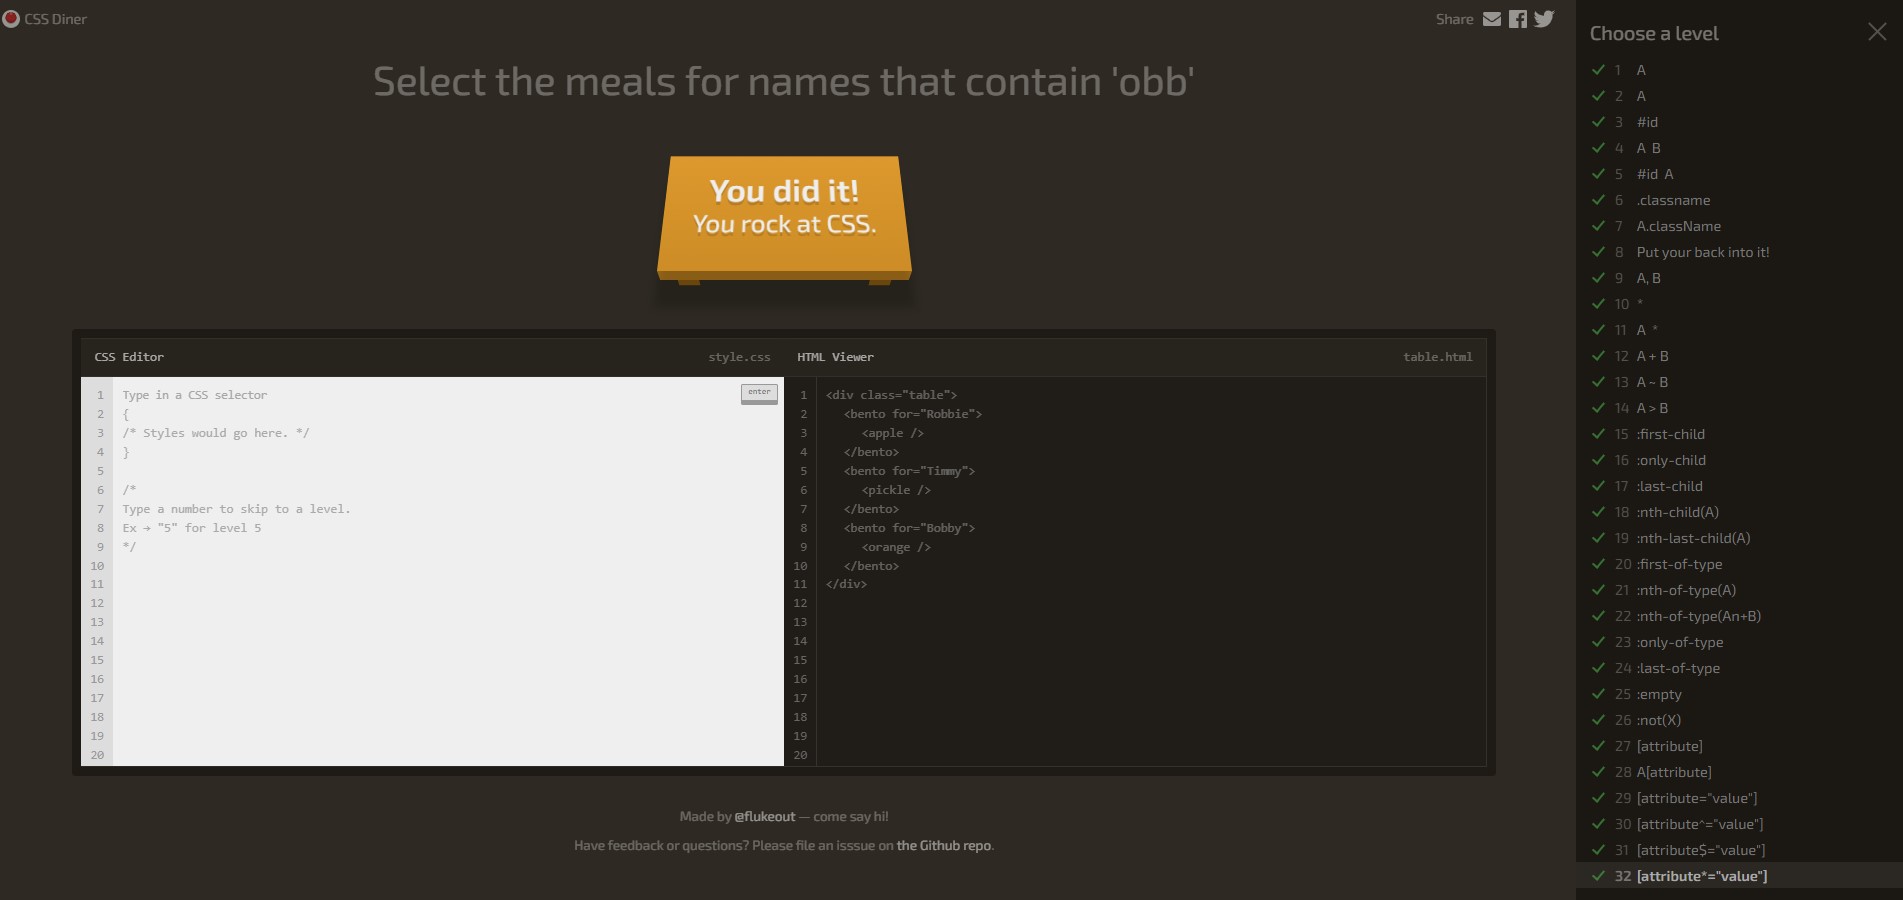 CSS Diner
Share
Select the meals for names that contain 'obb'
You did it!
You rock at CSS.
CSS Editor
style.css
HTML Viewer
table.html
enter
1 Type in a CSS selector
2 {
3 /* Styles would go here. */
4 }
5
6 /*
7 Type a number to skip to a level.
8 Ex → "5" for level 5
9 */
10
11
12
13
14
15
16
17
18
19
20
1 <div class="table">
2 <bento for="Robbie">
3 <apple />
4 </bento>
5 <bento for="Timmy">
6 <pickle />
7 </bento>
8 <bento for="Bobby">
9 <orange />
10 </bento>
11 </div>
12
13
14
15
16
17
18
19
20
Made by @flukeout — come say hi!
Have feedback or questions? Please file an isssue on the Github repo.
Choose a level
1 A
2 A
3 #id
4 A B
5 #id A
6 .classname
7 A.className
8 Put your back into it!
9 A, B
10 *
11 A *
12 A + B
13 A ~ B
14 A > B
15 :first-child
16 :only-child
17 :last-child
18 :nth-child(A)
19 :nth-last-child(A)
20 :first-of-type
21 :nth-of-type(A)
22 :nth-of-type(An+B)
23 :only-of-type
24 :last-of-type
25 :empty
26 :not(X)
27 [attribute]
28 A[attribute]
29 [attribute="value"]
30 [attribute^="value"]
31 [attribute$="value"]
32 [attribute*="value"]